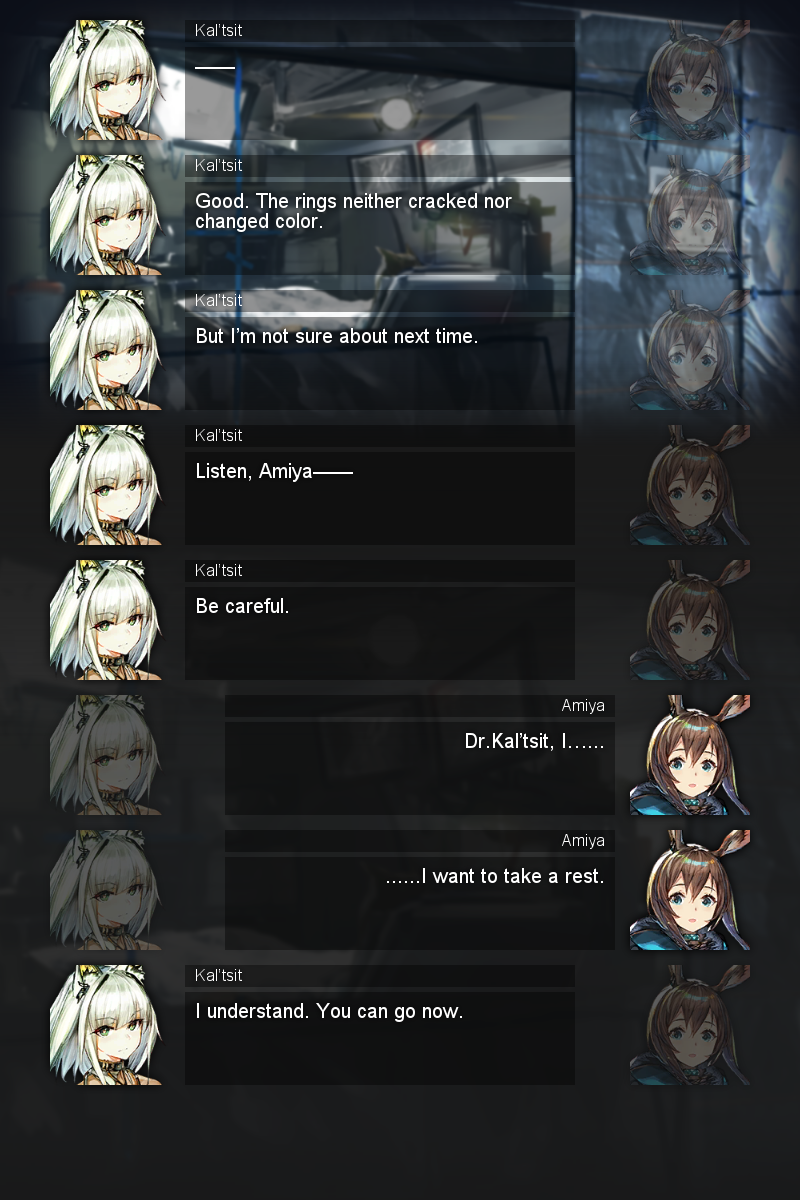 Kal'tsit
——
Kal'tsit
Good. The rings neither cracked nor
changed color.
Kal'tsit
But I'm not sure about next time.
Kal'tsit
Listen, Amiya——
Kal'tsit
Be careful.
Amiya
Dr.Kal'tsit, I......
Amiya
......I want to take a rest.
Kal'tsit
I understand. You can go now.